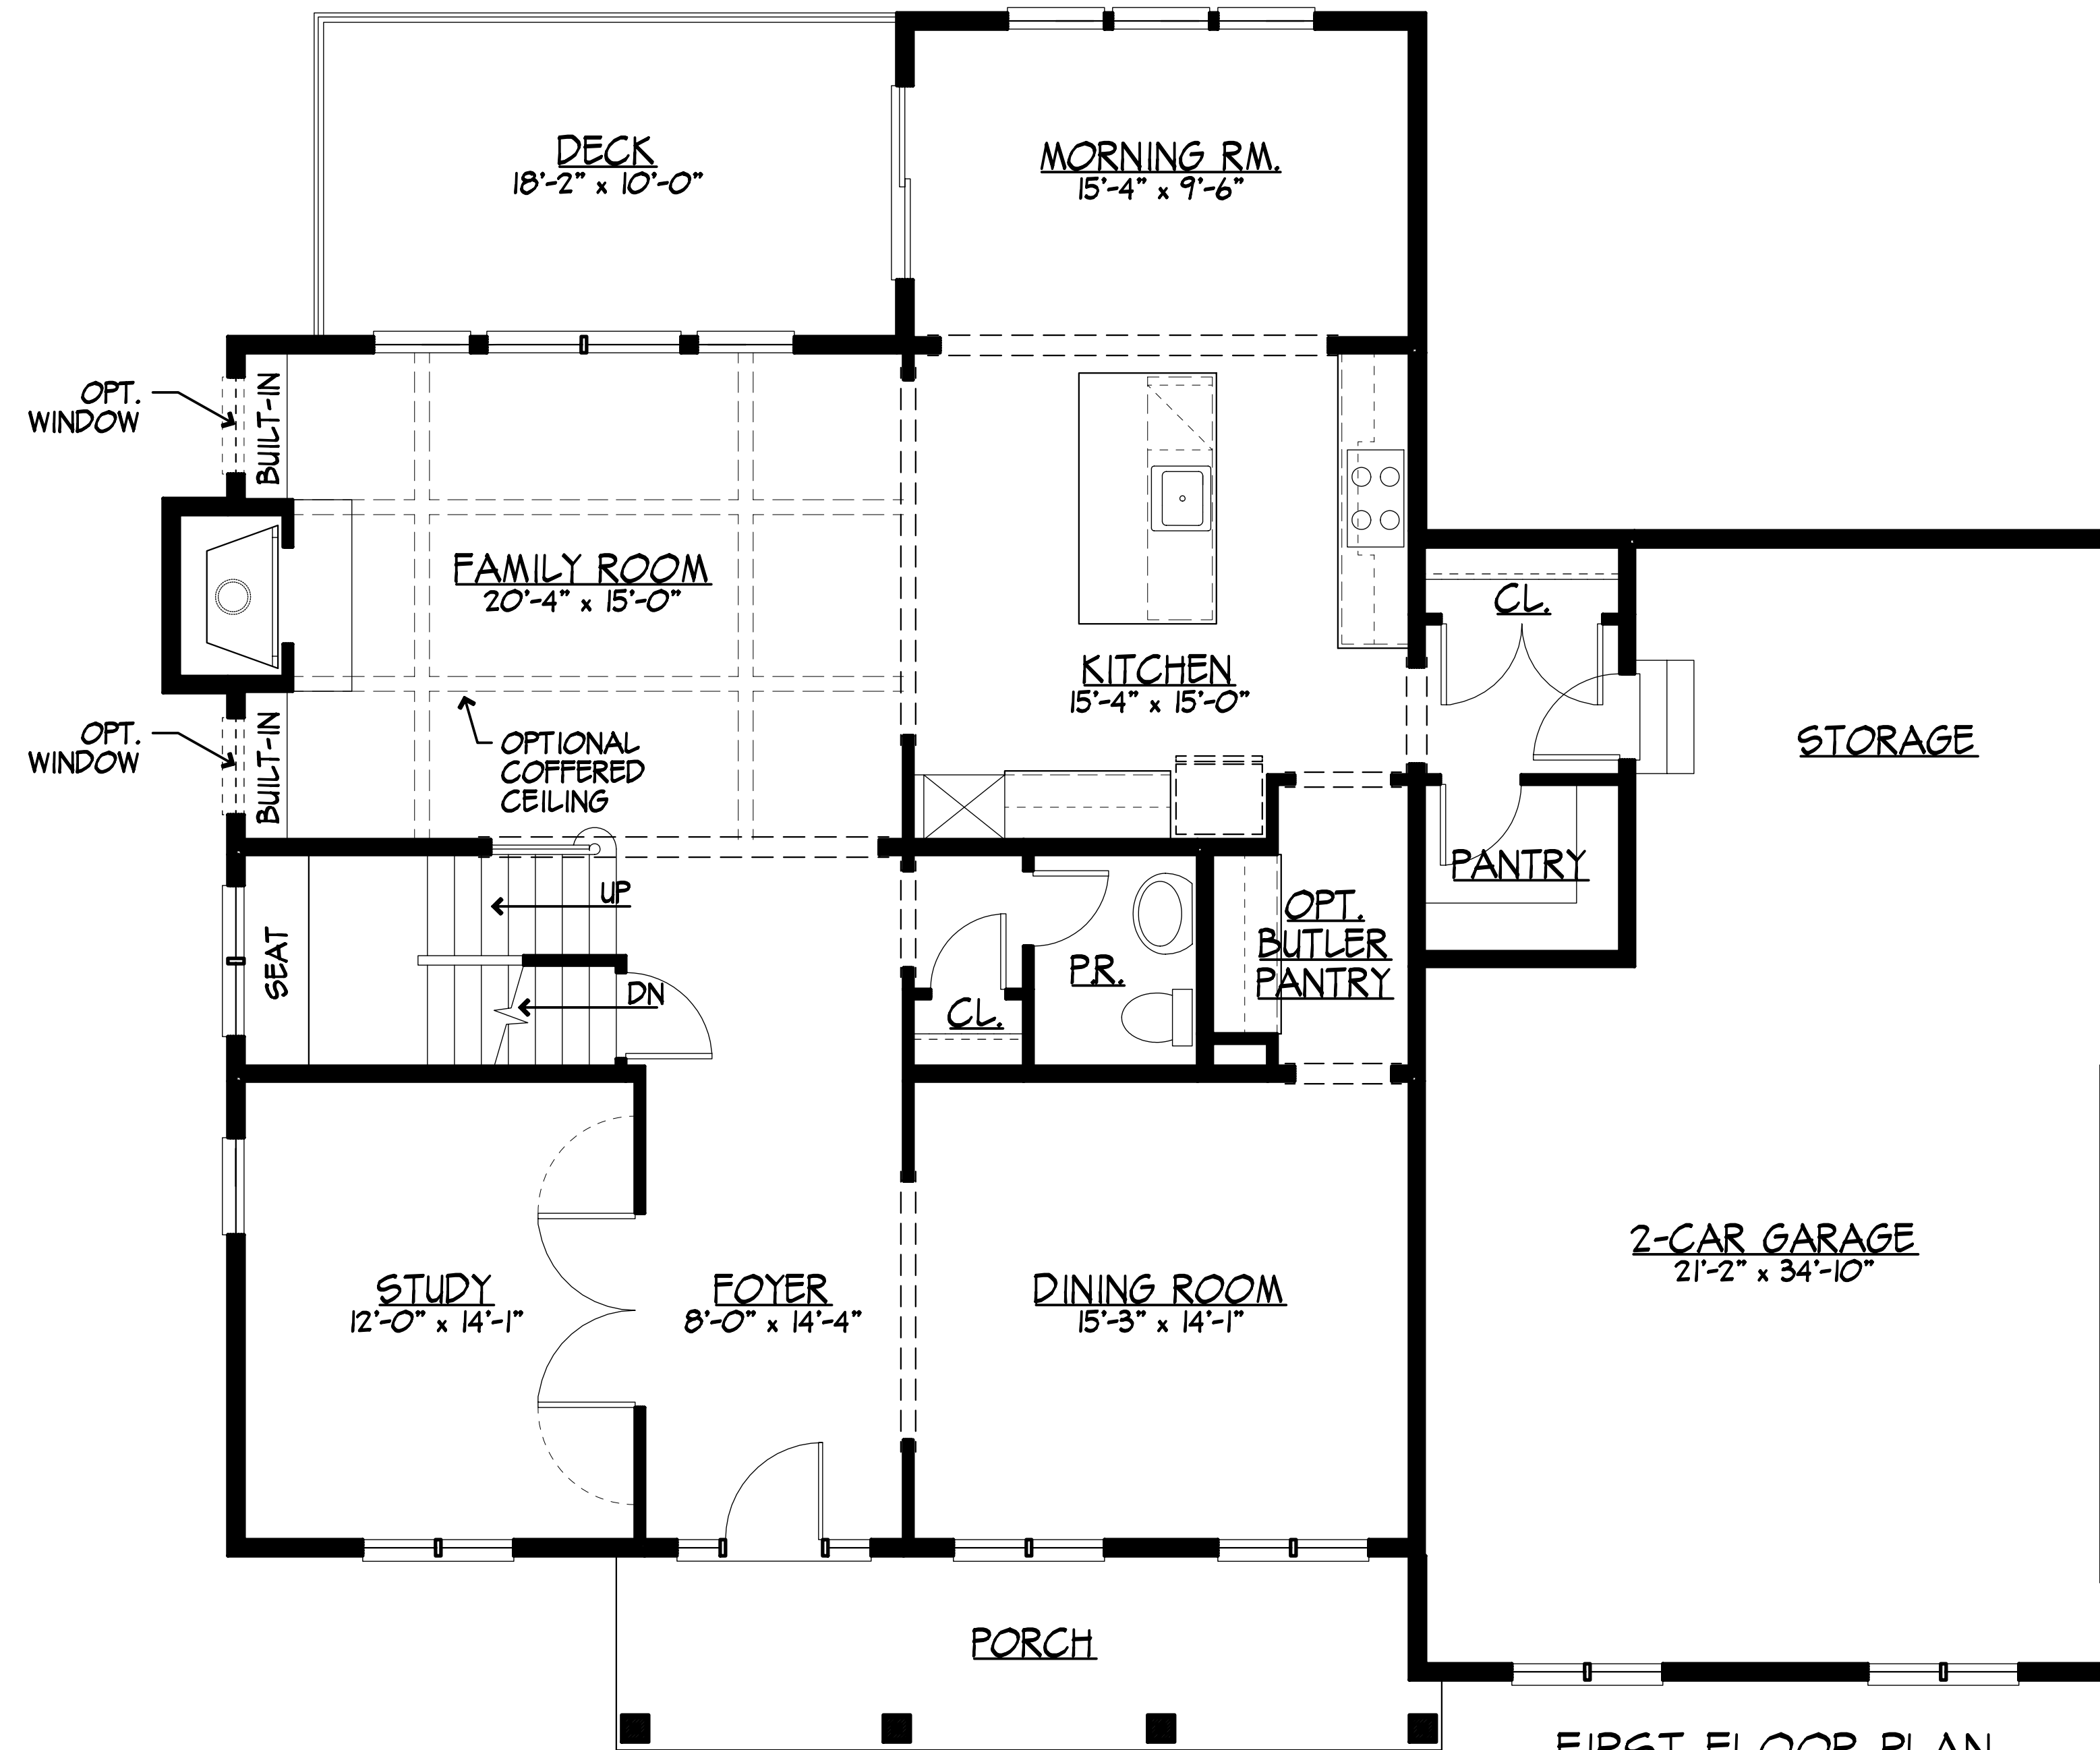 DECK
18'-2" x 10'-0"
MORNING RM.
15'-4" x 9'-6"
OPT.
WINDOW
BUILT-IN
FAMILY ROOM
20'-4" x 15'-0"
KITCHEN
15'-4" x 15'-0"
CL.
STORAGE
OPT.
WINDOW
BUILT-IN
OPTIONAL
COFFERED
CEILING
PANTRY
UP
SEAT
DN
CL.
P.R.
OPT.
BUTLER
PANTRY
2-CAR GARAGE
21'-2" x 34'-10"
STUDY
12'-0" x 14'-1"
FOYER
8'-0" x 14'-4"
DINING ROOM
15'-3" x 14'-1"
PORCH
FIRST FLOOR PLAN